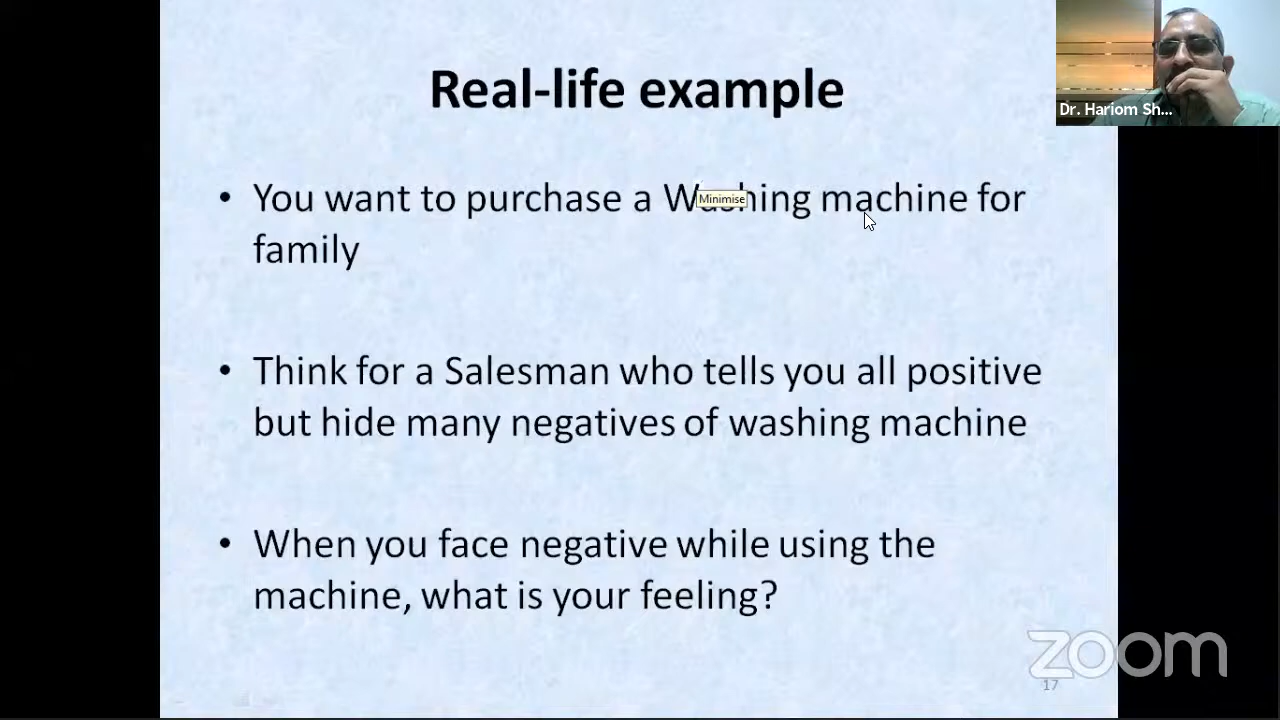 Real-life example
Dr. Hariom Sh...
• You want to purchase a Washing machine for
Minimise
family
• Think for a Salesman who tells you all positive
but hide many negatives of washing machine
• When you face negative while using the
machine, what is your feeling?
zoom
17